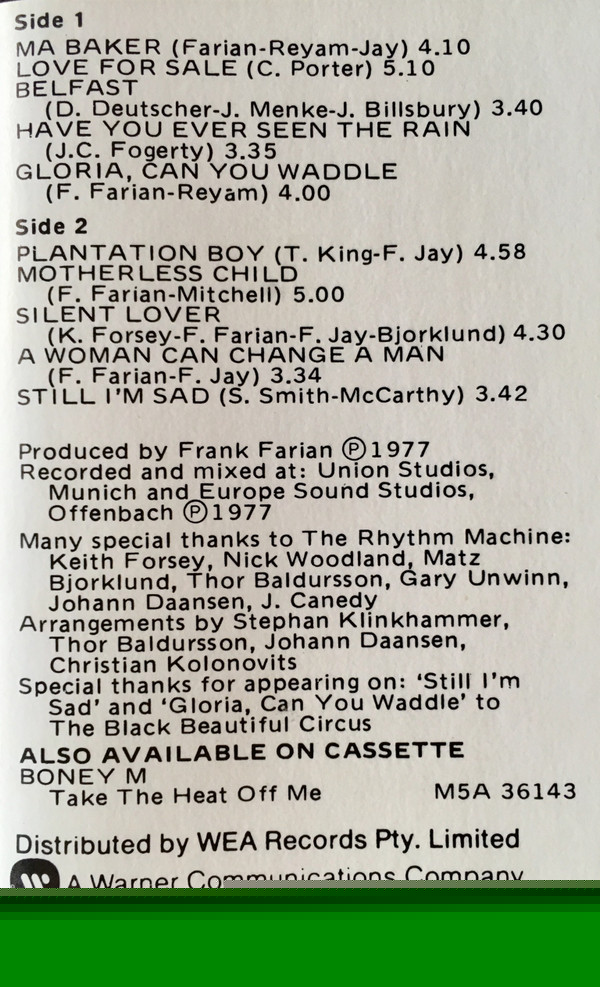 Side 1
MA BAKER (Farian-Reyam-Jay) 4.10
LOVE FOR SALE (C. Porter) 5.10
BELFAST
(D. Deutscher-J. Menke-J. Billsbury) 3.40
HAVE YOU EVER SEEN THE RAIN
(J.C. Fogerty) 3.35
GLORIA, CAN YOU WADDLE
(F. Farian-Reyam) 4.00
Side 2
PLANTATION BOY (T. King-F. Jay) 4.58
MOTHERLESS CHILD
(F. Farian-Mitchell) 5.00
SILENT LOVER
(K. Forsey-F. Farian-F. Jay-Bjorklund) 4.30
A WOMAN CAN CHANGE A MAN
(F. Farian-F. Jay) 3.34
STILL I'M SAD (S. Smith-McCarthy) 3.42
Produced by Frank Farian ℗1977
Recorded and mixed at: Union Studios,
Munich and Europe Sound Studios,
Offenbach ℗1977
Many special thanks to The Rhythm Machine:
Keith Forsey, Nick Woodland, Matz
Bjorklund, Thor Baldursson, Gary Unwinn,
Johann Daansen, J. Canedy
Arrangements by Stephan Klinkhammer,
Thor Baldursson, Johann Daansen,
Christian Kolonovits
Special thanks for appearing on: ‘Still I'm
Sad’ and ‘Gloria, Can You Waddle’ to
The Black Beautiful Circus
ALSO AVAILABLE ON CASSETTE
BONEY M
Take The Heat Off Me M5A 36143
Distributed by WEA Records Pty. Limited
A Warner Communications Company